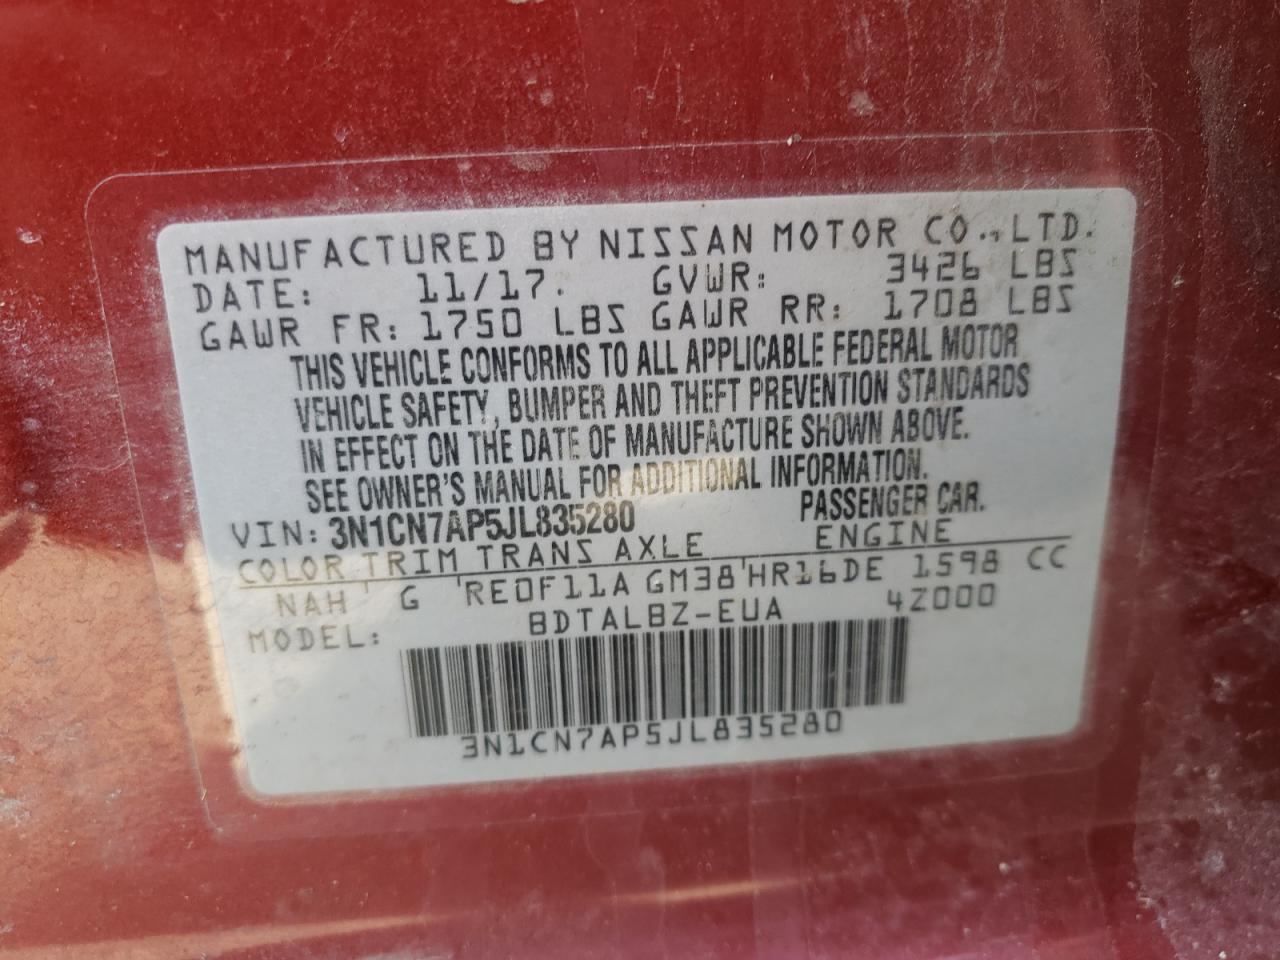 MANUFACTURED BY NISSAN MOTOR CO., LTD.
DATE: 11/17. GVWR: 3426 LBS
GAWR FR: 1750 LBS GAWR RR: 1708 LBS
THIS VEHICLE CONFORMS TO ALL APPLICABLE FEDERAL MOTOR
VEHICLE SAFETY, BUMPER AND THEFT PREVENTION STANDARDS
IN EFFECT ON THE DATE OF MANUFACTURE SHOWN ABOVE.
SEE OWNER'S MANUAL FOR ADDITIONAL INFORMATION.
VIN: 3N1CN7AP5JL835280 PASSENGER CAR.
COLOR TRIM TRANS AXLE ENGINE
NAH G RE0F11A GM38 HR16DE 1598 CC
MODEL: BDTALBZ-EUA 4Z000
3N1CN7AP5JL835280